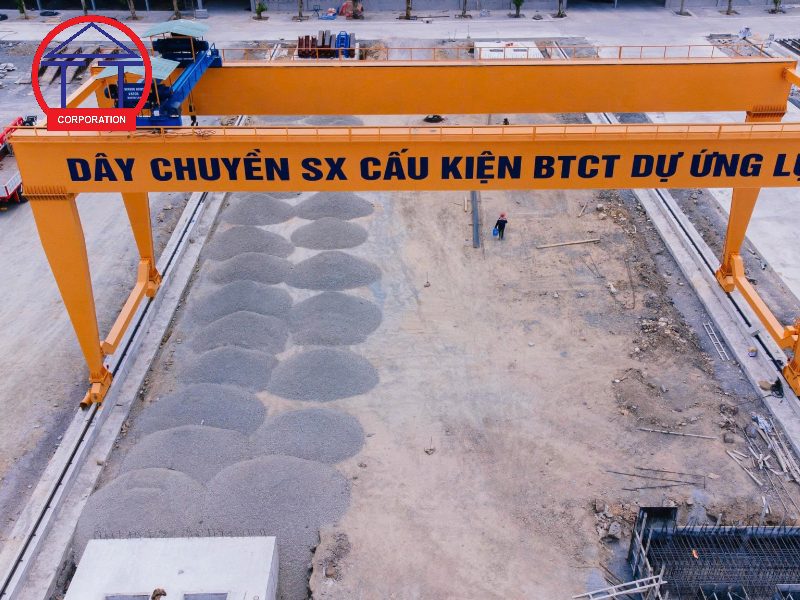 CORPORATION
DÂY CHUYỀN SX CẤU KIỆN BTCT DỰ ỨNG